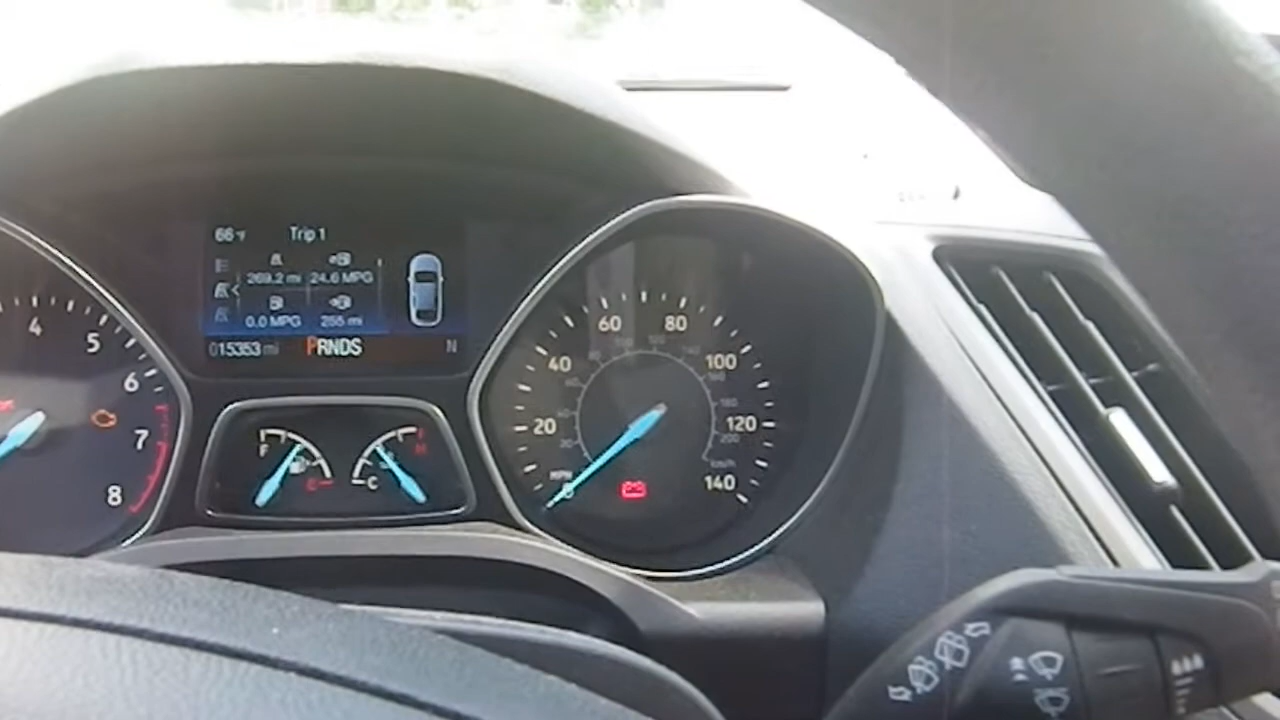 66°F Trip 1
269.2 mi 24.6 MPG
0.0 MPG 255 mi
015353 mi PRNDS N
4
5
6
7
8
F
E
C
H
20
40
60
80
100
120
140
MPH
0
km/h